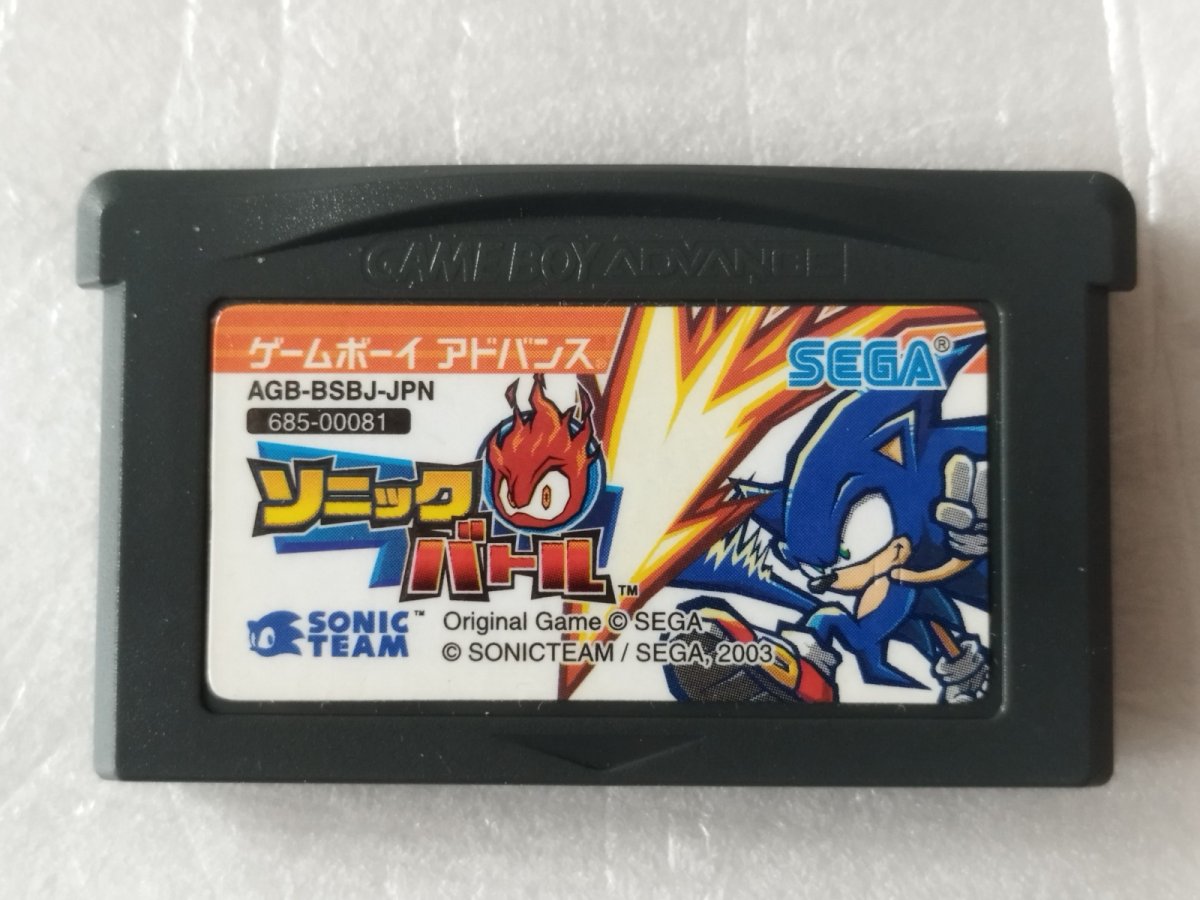 GAME BOY ADVANCE
ゲームボーイ アドバンス®
SEGA®
AGB-BSBJ-JPN
685-00081
ソニック
バトル™
SONIC™
TEAM
Original Game © SEGA
© SONICTEAM / SEGA, 2003